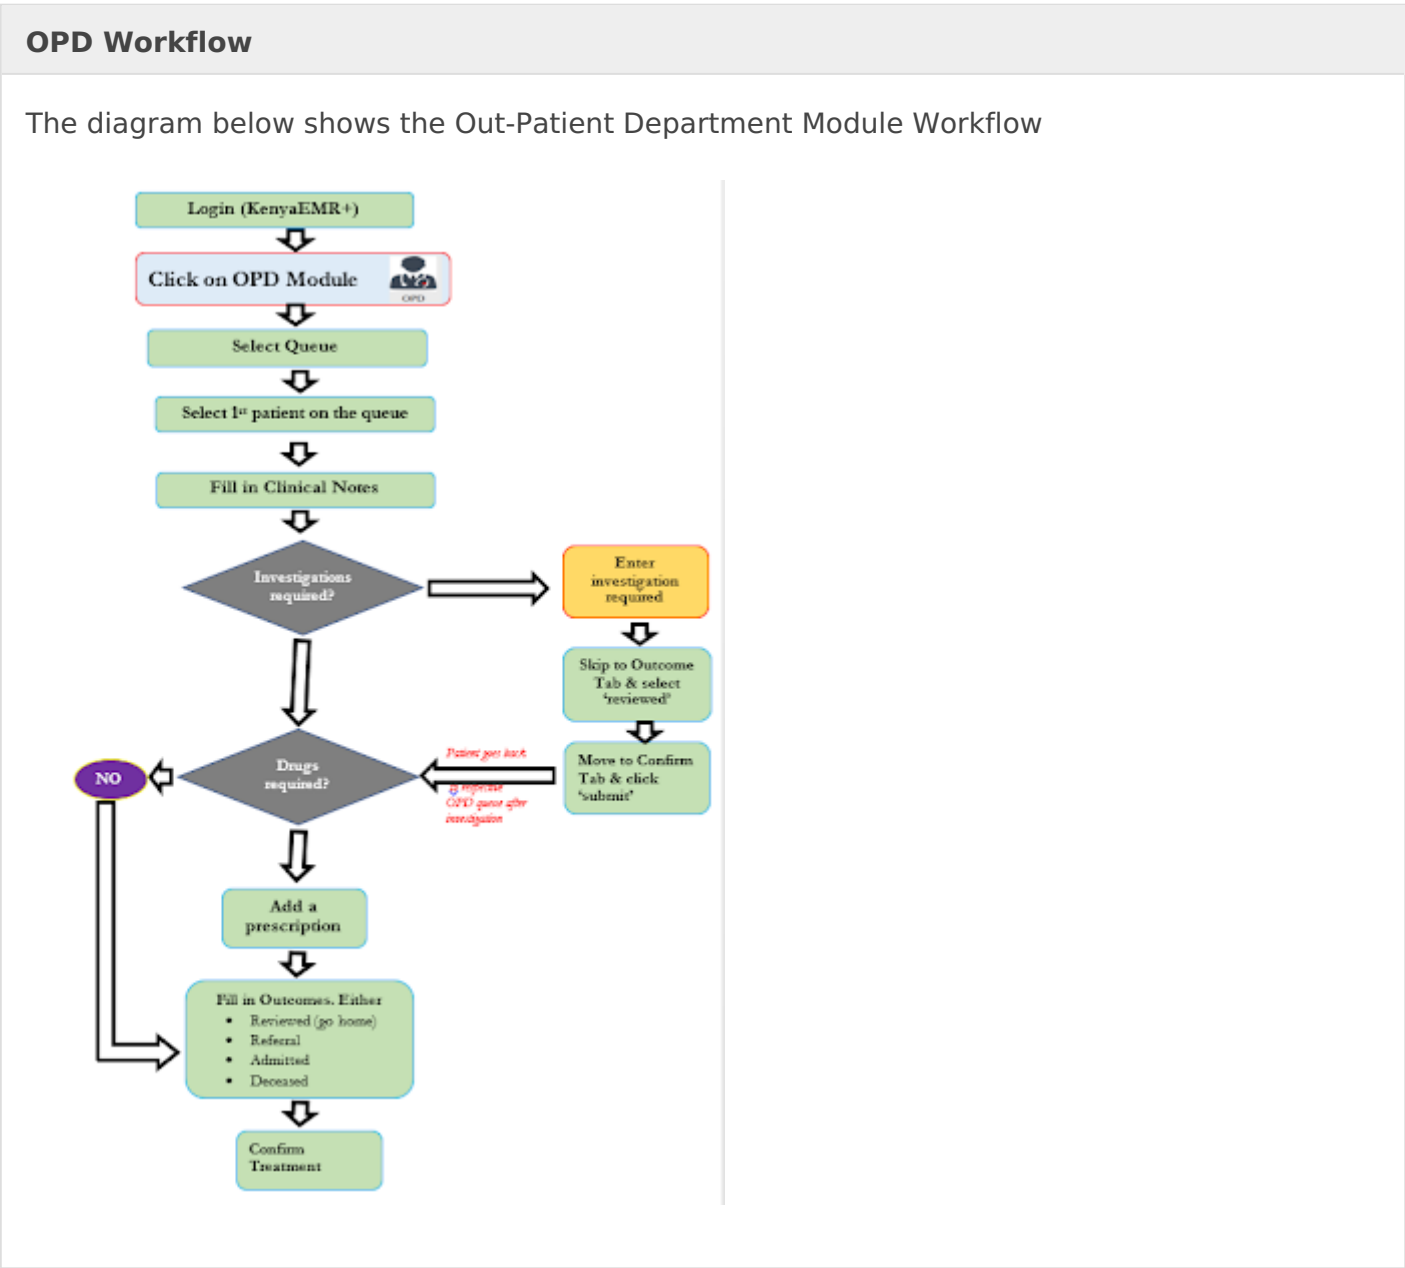 OPD Workflow
The diagram below shows the Out-Patient Department Module Workflow
Login (KenyaEMR+)
Click on OPD Module
OPD
Select Queue
Select 1st patient on the queue
Fill in Clinical Notes
Investigations
required?
Enter
investigation
required
Skip to Outcome
Tab & select
‘reviewed’
Move to Confirm
Tab & click
‘submit’
Patient goes back
respective
OPD queue after
investigation
Drugs
required?
NO
Add a
prescription
Fill in Outcomes. Either
• Reviewed (go home)
• Referral
• Admitted
• Deceased
Confirm
Treatment